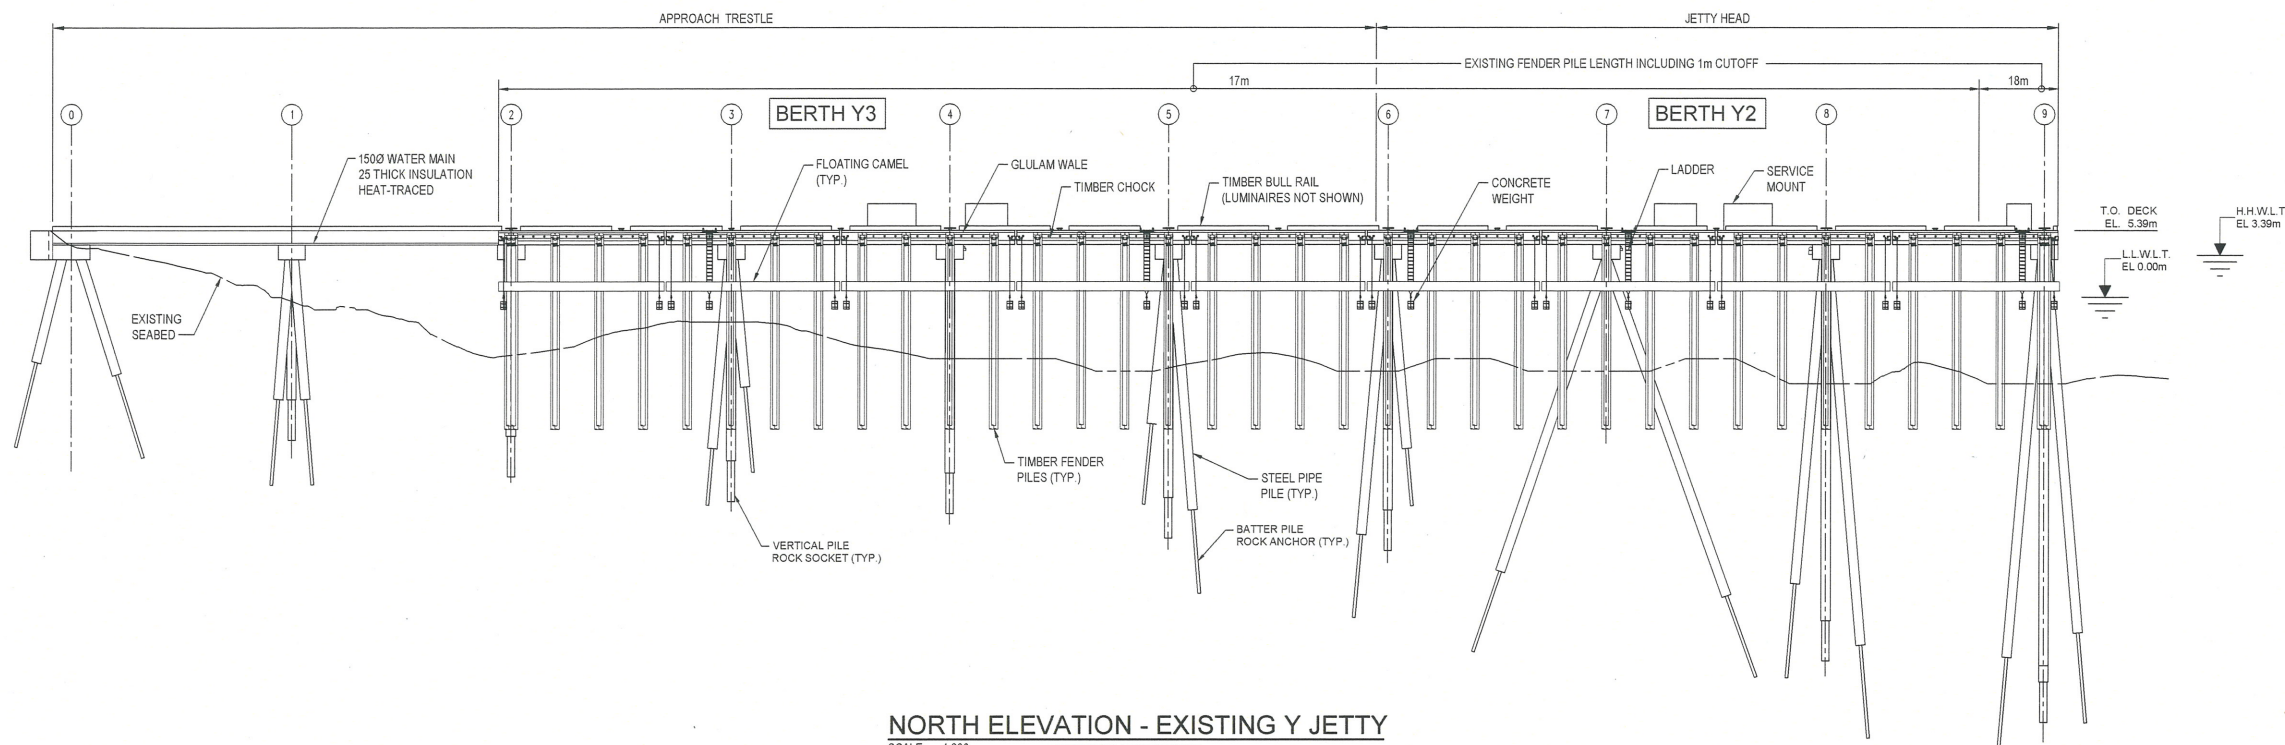 APPROACH TRESTLE
JETTY HEAD
EXISTING FENDER PILE LENGTH INCLUDING 1m CUTOFF
17m
18m
0
1
2
3
BERTH Y3
4
5
6
7
BERTH Y2
8
9
150Ø WATER MAIN
25 THICK INSULATION
HEAT-TRACED
FLOATING CAMEL
(TYP.)
GLULAM WALE
TIMBER CHOCK
TIMBER BULL RAIL
(LUMINAIRES NOT SHOWN)
CONCRETE
WEIGHT
LADDER
SERVICE
MOUNT
T.O. DECK
EL. 5.39m
H.H.W.L.T
EL 3.39m
L.L.W.L.T.
EL 0.00m
EXISTING
SEABED
TIMBER FENDER
PILES (TYP.)
STEEL PIPE
PILE (TYP.)
BATTER PILE
ROCK ANCHOR (TYP.)
VERTICAL PILE
ROCK SOCKET (TYP.)
NORTH ELEVATION - EXISTING Y JETTY